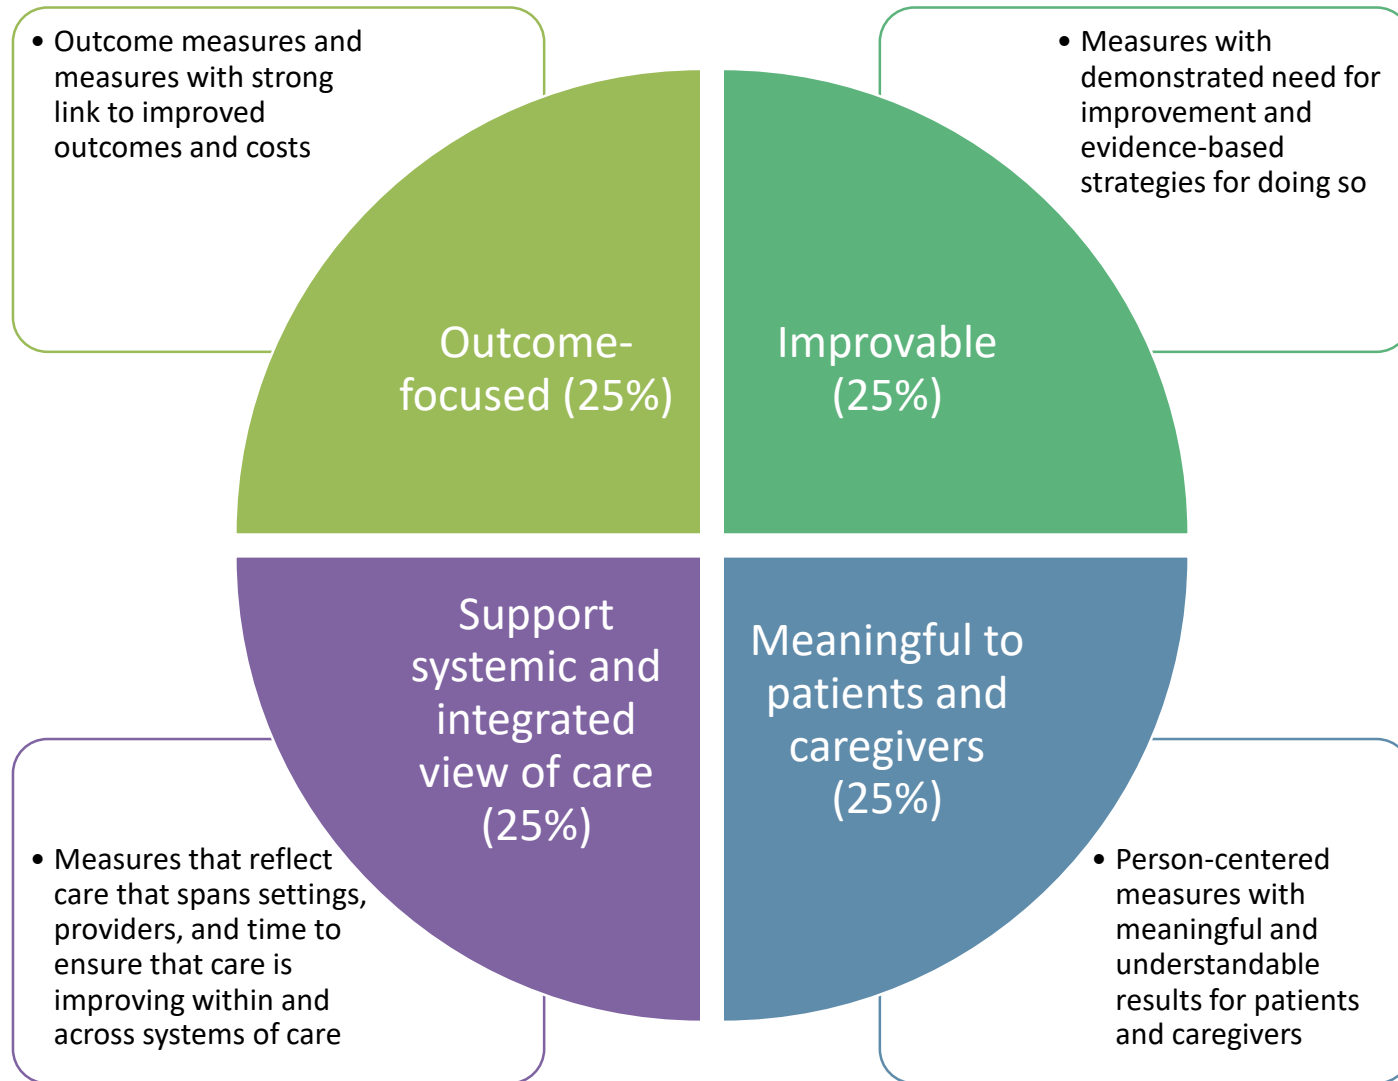 • Outcome measures and
measures with strong
link to improved
outcomes and costs
• Measures with
demonstrated need for
improvement and
evidence-based
strategies for doing so
Outcome-
focused (25%)
Improvable
(25%)
Support
systemic and
integrated
view of care
(25%)
Meaningful to
patients and
caregivers
(25%)
• Measures that reflect
care that spans settings,
providers, and time to
ensure that care is
improving within and
across systems of care
• Person-centered
measures with
meaningful and
understandable
results for patients
and caregivers